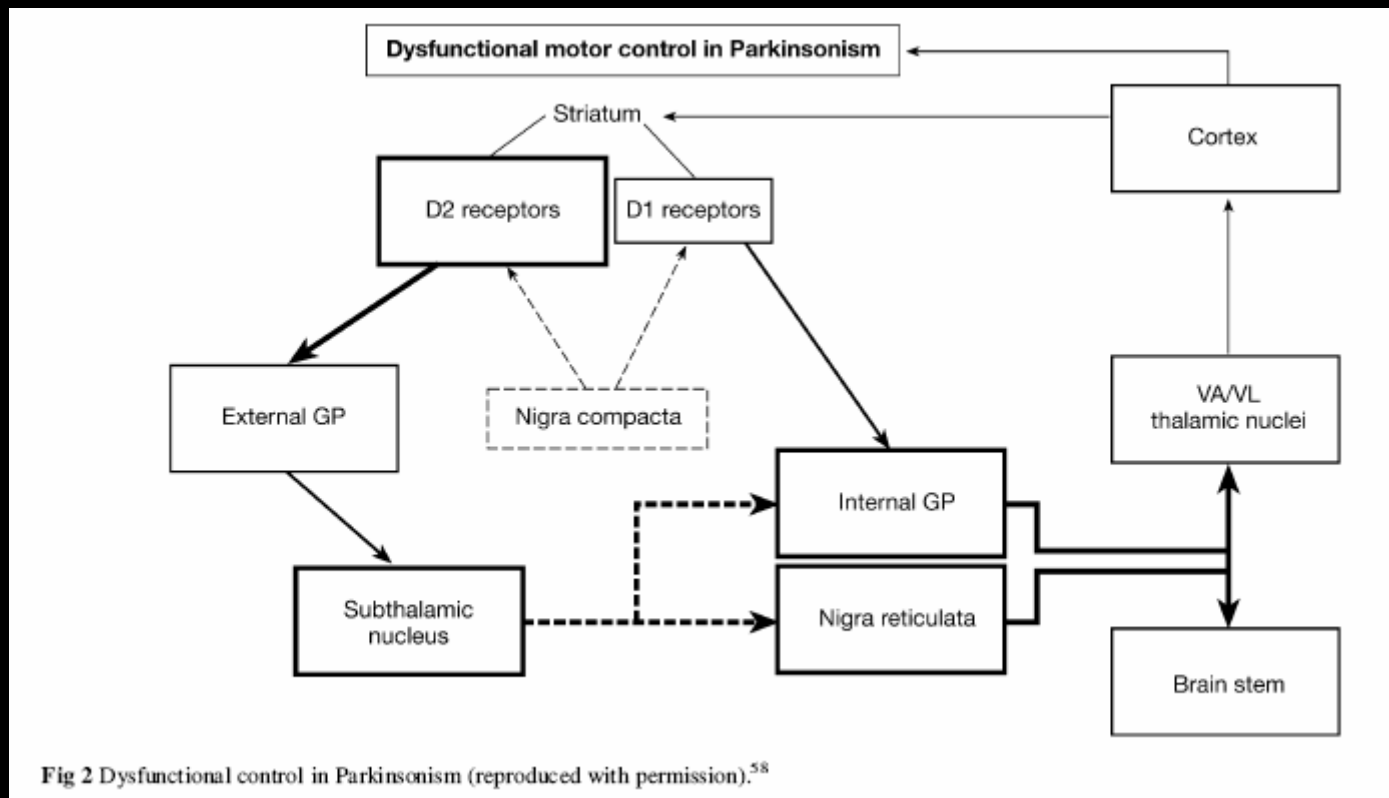 Dysfunctional motor control in Parkinsonism
Striatum
Cortex
D2 receptors
D1 receptors
External GP
Nigra compacta
VA/VL
thalamic nuclei
Internal GP
Subthalamic
nucleus
Nigra reticulata
Brain stem
Fig 2 Dysfunctional control in Parkinsonism (reproduced with permission).58